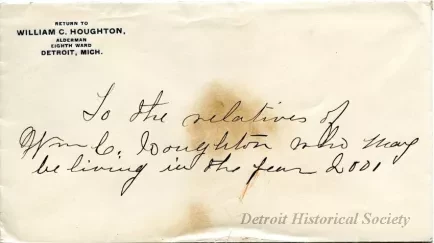 RETURN TO
WILLIAM C. HOUGHTON,
ALDERMAN
EIGHTH WARD
DETROIT, MICH.
To the relatives of
Wm C. Houghton who may
be living in the year 2001
Detroit Historical Society